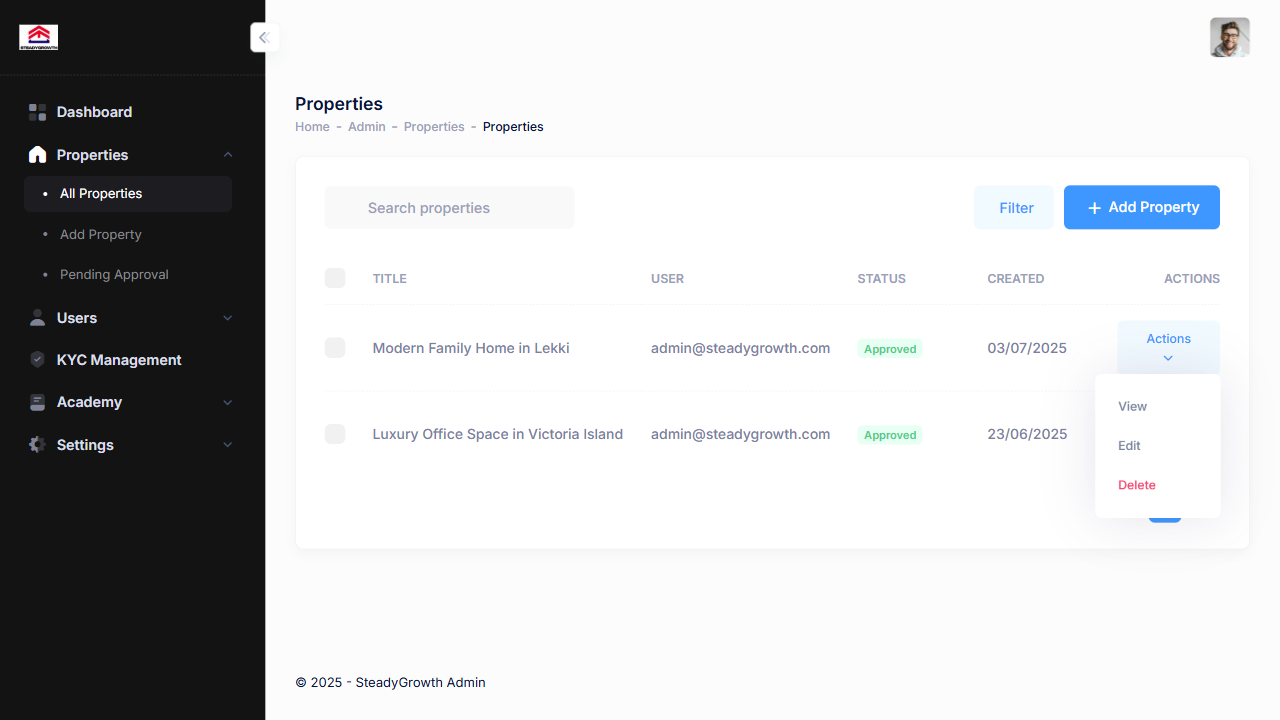 STEADYGROWTH
Dashboard
Properties
All Properties
Add Property
Pending Approval
Users
KYC Management
Academy
Settings
Properties
Home - Admin - Properties - Properties
Search properties
Filter
Add Property
TITLE USER STATUS CREATED ACTIONS
Modern Family Home in Lekki admin@steadygrowth.com Approved 03/07/2025 Actions
Luxury Office Space in Victoria Island admin@steadygrowth.com Approved 23/06/2025
View
Edit
Delete
© 2025 - SteadyGrowth Admin